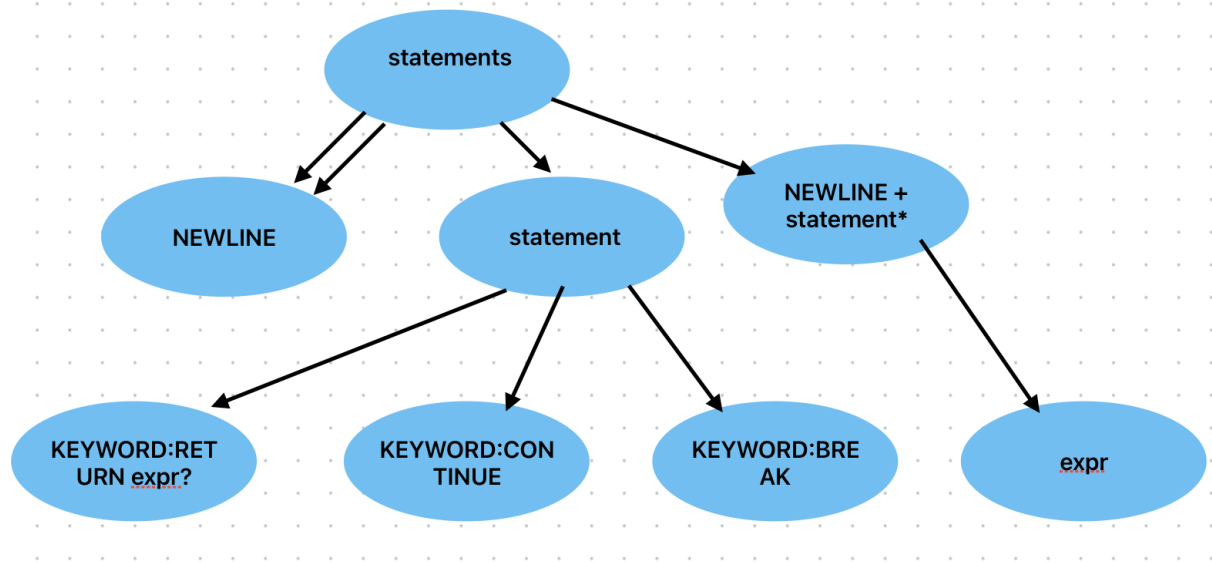 statements
NEWLINE
statement
NEWLINE +
statement*
KEYWORD:RET
URN expr?
KEYWORD:CON
TINUE
KEYWORD:BRE
AK
expr